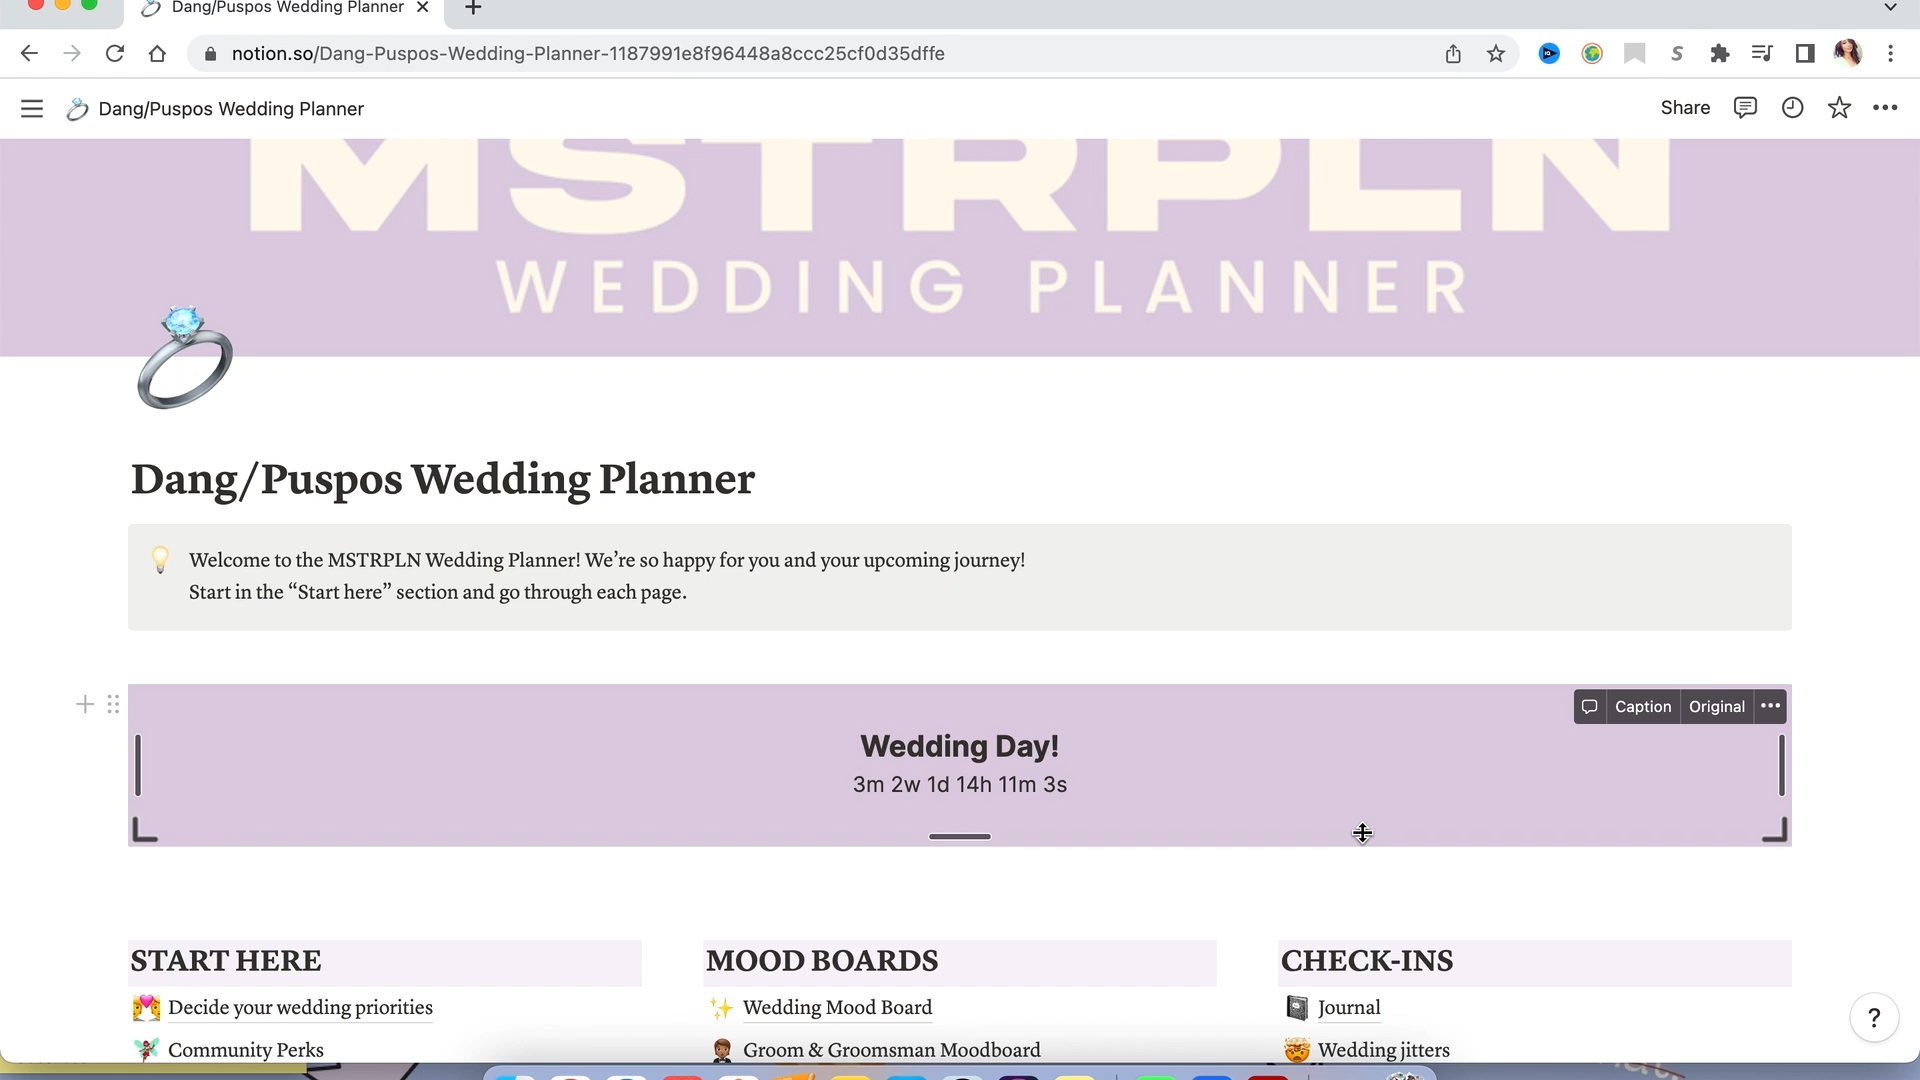 Dang/Puspos Wedding Planner
notion.so/Dang-Puspos-Wedding-Planner-1187991e8f96448a8ccc25cf0d35dffe
Dang/Puspos Wedding Planner
Share
MSTRPLN
WEDDING PLANNER
Dang/Puspos Wedding Planner
Welcome to the MSTRPLN Wedding Planner! We’re so happy for you and your upcoming journey!
Start in the “Start here” section and go through each page.
Caption Original
Wedding Day!
3m 2w 1d 14h 11m 3s
START HERE
Decide your wedding priorities
Community Perks
MOOD BOARDS
Wedding Mood Board
Groom & Groomsman Moodboard
CHECK-INS
Journal
Wedding jitters
?